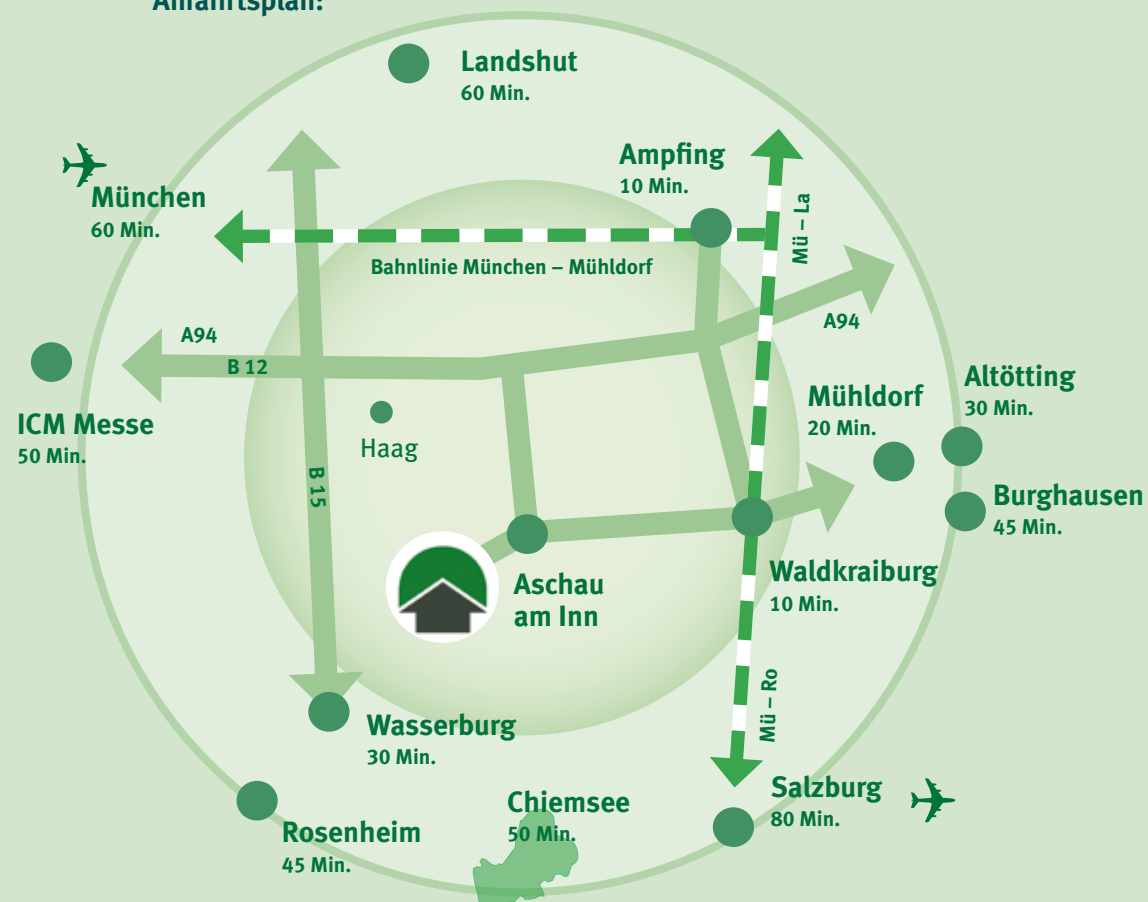 Anfahrtsplan:
Landshut
60 Min.
Ampfing
10 Min.
München
60 Min.
Mü – La
Bahnlinie München – Mühldorf
A94
A94
B 12
ICM Messe
50 Min.
Haag
Mühldorf
20 Min.
Altötting
30 Min.
B 15
Burghausen
45 Min.
Aschau
am Inn
Waldkraiburg
10 Min.
Mü – Ro
Wasserburg
30 Min.
Salzburg
80 Min.
Chiemsee
50 Min.
Rosenheim
45 Min.